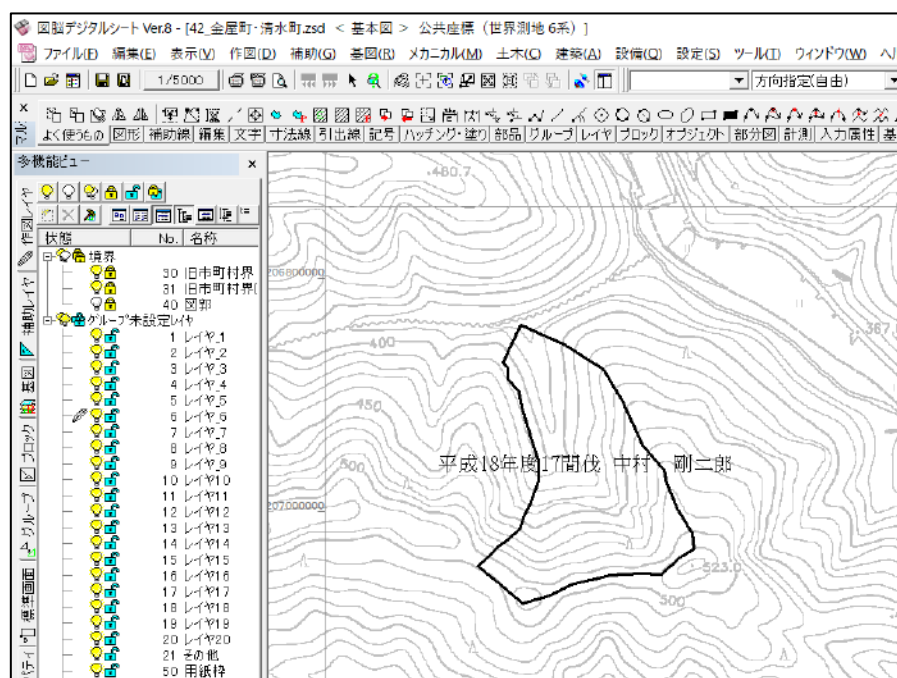 図脳デジタルシート Ver.8 - [42_金屋町・清水町.zsd < 基本図 > 公共座標（世界測地 6系）]
ファイル(F) 編集(E) 表示(V) 作図(D) 補助(G) 基図(R) メカニカル(M) 土木(C) 建築(A) 設備(Q) 設定(S) ツール(T) ウィンドウ(W) ヘル
1/5000 方向指定(自由)
よく使うもの 図形 補助線 編集 文字 寸法線 引出線 記号 ハッチング・塗り 部品 グループ レイヤ ブロック オブジェクト 部分図 計測 入力属性 基
多機能ビュー
作図レイヤ
補助レイヤ
基図
ブロック
グループ
標準画面
パティ
状態 No. 名称
境界
30 旧市町村界
31 旧市町村界(
40 図郭
グループ未設定レイヤ
1 レイヤ_1
2 レイヤ_2
3 レイヤ_3
4 レイヤ_4
5 レイヤ_5
6 レイヤ_6
7 レイヤ_7
8 レイヤ_8
9 レイヤ_9
10 レイヤ10
11 レイヤ11
12 レイヤ12
13 レイヤ13
14 レイヤ14
15 レイヤ15
16 レイヤ16
17 レイヤ17
18 レイヤ18
19 レイヤ19
20 レイヤ20
21 その他
50 用紙枠
480.7
206800000
367.
400
450
500
平成18年度17間伐 中村 剛二郎
207000000
523.0
500